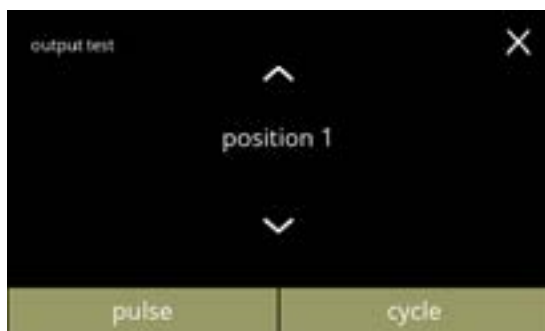 output test
position 1
pulse
cycle